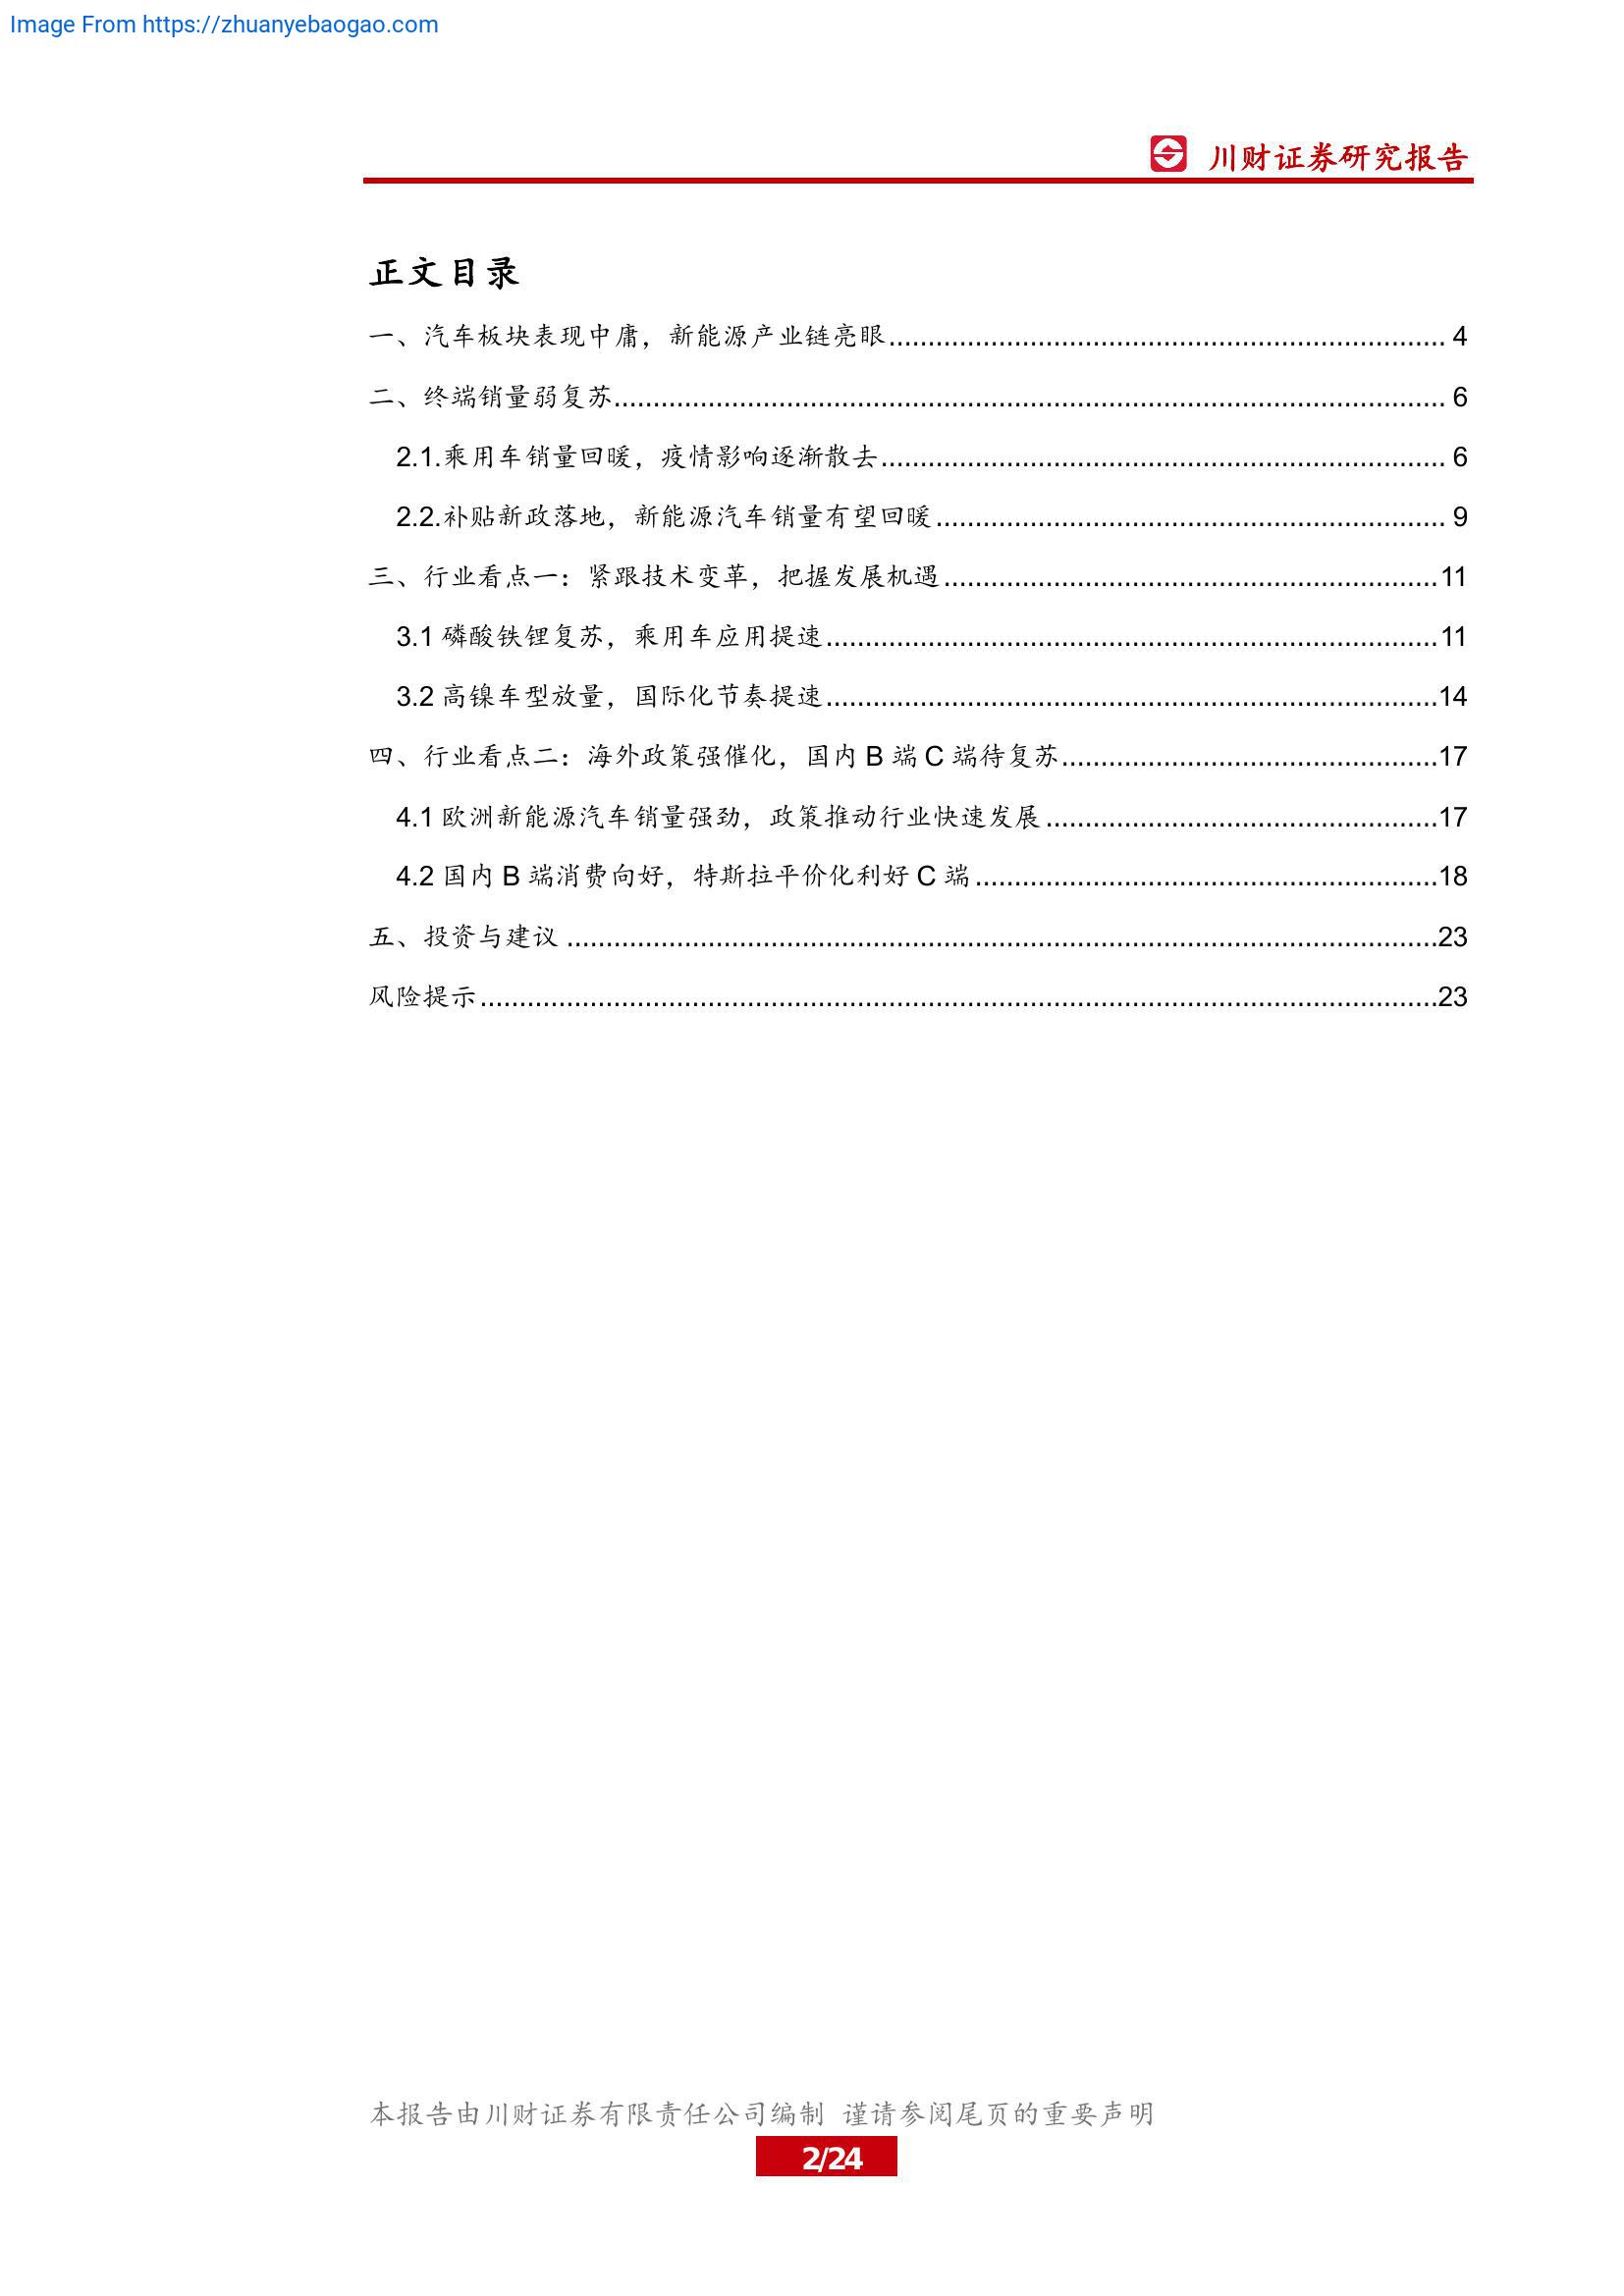 Image From https://zhuanyebaogao.com
川财证券研究报告
正文目录
一、汽车板块表现中庸，新能源产业链亮眼........................................................................ 4
二、终端销量弱复苏........................................................................................................... 6
2.1.乘用车销量回暖，疫情影响逐渐散去......................................................................... 6
2.2.补贴新政落地，新能源汽车销量有望回暖.................................................................. 9
三、行业看点一：紧跟技术变革，把握发展机遇................................................................11
3.1 磷酸铁锂复苏，乘用车应用提速...............................................................................11
3.2 高镍车型放量，国际化节奏提速...............................................................................14
四、行业看点二：海外政策强催化，国内 B 端 C 端待复苏.................................................17
4.1 欧洲新能源汽车销量强劲，政策推动行业快速发展...................................................17
4.2 国内 B 端消费向好，特斯拉平价化利好 C 端............................................................18
五、投资与建议 ................................................................................................................23
风险提示...........................................................................................................................23
本报告由川财证券有限责任公司编制 谨请参阅尾页的重要声明
2/24